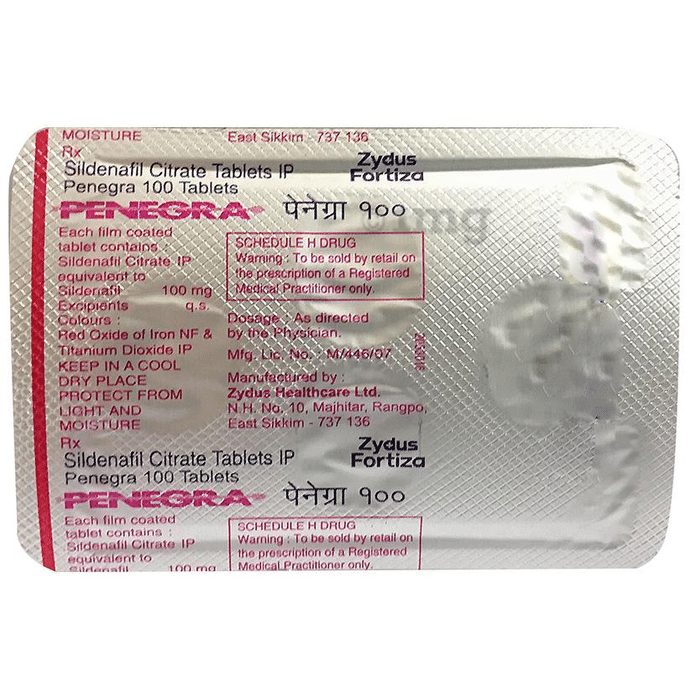 MOISTURE
East Sikkim - 737 136
Rx
Sildenafil Citrate Tablets IP
Penegra 100 Tablets
Zydus
Fortiza
PENEGRA
पेनेग्रा १००
Each film coated
tablet contains :
Sildenafil Citrate IP
equivalent to
Sildenafil 100 mg
Excipients q.s.
Colours :
Red Oxide of Iron NF &
Titanium Dioxide IP
KEEP IN A COOL
DRY PLACE
PROTECT FROM
LIGHT AND
MOISTURE
SCHEDULE H DRUG
Warning : To be sold by retail on
the prescription of a Registered
Medical Practitioner only.
Dosage : As directed
by the Physician.
Mfg. Lic. No. : M/446/07
Manufactured by :
Zydus Healthcare Ltd.
N.H. No. 10, Majhitar, Rangpo,
East Sikkim - 737 136
1mg
Rx
Sildenafil Citrate Tablets IP
Penegra 100 Tablets
Zydus
Fortiza
PENEGRA
पेनेग्रा १००
Each film coated
tablet contains :
Sildenafil Citrate IP
equivalent to
Sildenafil 100 mg
SCHEDULE H DRUG
Warning : To be sold by retail on
the prescription of a Registered
Medical Practitioner only.